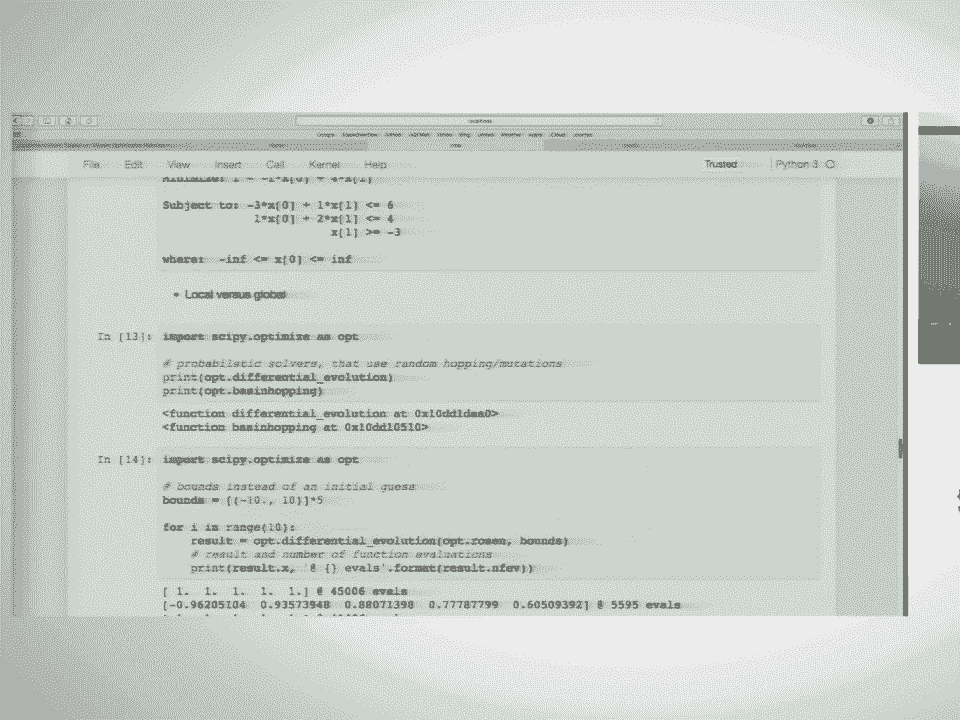 File Edit View Insert Cell Kernel Help Trusted Python 3
Minimize: f = -1*x[0] + 4*x[1]
Subject to: -3*x[0] + 1*x[1] <= 6
1*x[0] + 2*x[1] <= 4
x[1] >= -3
where: -inf <= x[0] <= inf
• Local versus global
In [13]: import scipy.optimize as opt
# probabilstic solvers, that use random hopping/mutations
print(opt.differential_evolution)
print(opt.basinhopping)
<function differential_evolution at 0x10dd1daa0>
<function basinhopping at 0x10dd10510>
In [14]: import scipy.optimize as opt
# bounds instead of an initial guess
bounds = [(-10., 10)]*5
for i in range(10):
result = opt.differential_evolution(opt.rosen, bounds)
# result and number of function evaluations
print(result.x, '@ {} evals'.format(result.nfev))
[ 1. 1. 1. 1. 1.] @ 45006 evals
[-0.96205104 0.93573948 0.88071398 0.77787799 0.60509392] @ 5595 evals